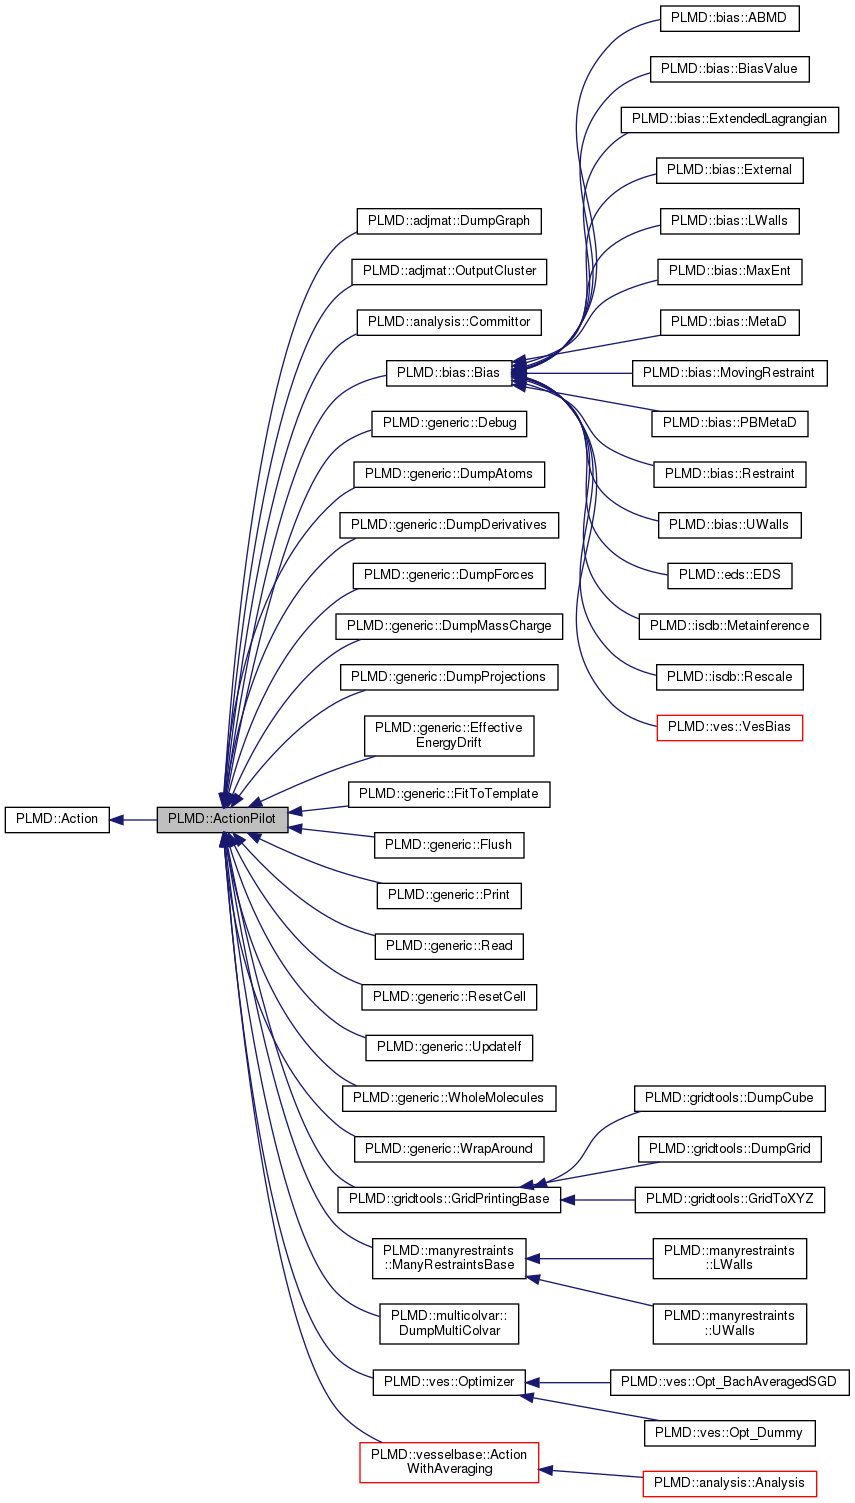 PLMD::bias::ABMD
PLMD::bias::BiasValue
PLMD::bias::ExtendedLagrangian
PLMD::bias::External
PLMD::adjmat::DumpGraph
PLMD::bias::LWalls
PLMD::adjmat::OutputCluster
PLMD::bias::MaxEnt
PLMD::analysis::Committor
PLMD::bias::MetaD
PLMD::bias::Bias
PLMD::bias::MovingRestraint
PLMD::generic::Debug
PLMD::bias::PBMetaD
PLMD::generic::DumpAtoms
PLMD::bias::Restraint
PLMD::generic::DumpDerivatives
PLMD::bias::UWalls
PLMD::generic::DumpForces
PLMD::eds::EDS
PLMD::generic::DumpMassCharge
PLMD::isdb::Metainference
PLMD::generic::DumpProjections
PLMD::isdb::Rescale
PLMD::generic::Effective
EnergyDrift
PLMD::ves::VesBias
PLMD::generic::FitToTemplate
PLMD::Action
PLMD::ActionPilot
PLMD::generic::Flush
PLMD::generic::Print
PLMD::generic::Read
PLMD::generic::ResetCell
PLMD::generic::UpdateIf
PLMD::generic::WholeMolecules
PLMD::gridtools::DumpCube
PLMD::generic::WrapAround
PLMD::gridtools::DumpGrid
PLMD::gridtools::GridPrintingBase
PLMD::gridtools::GridToXYZ
PLMD::manyrestraints
::ManyRestraintsBase
PLMD::manyrestraints
::LWalls
PLMD::multicolvar::
DumpMultiColvar
PLMD::manyrestraints
::UWalls
PLMD::ves::Optimizer
PLMD::ves::Opt_BachAveragedSGD
PLMD::ves::Opt_Dummy
PLMD::vesselbase::Action
WithAveraging
PLMD::analysis::Analysis